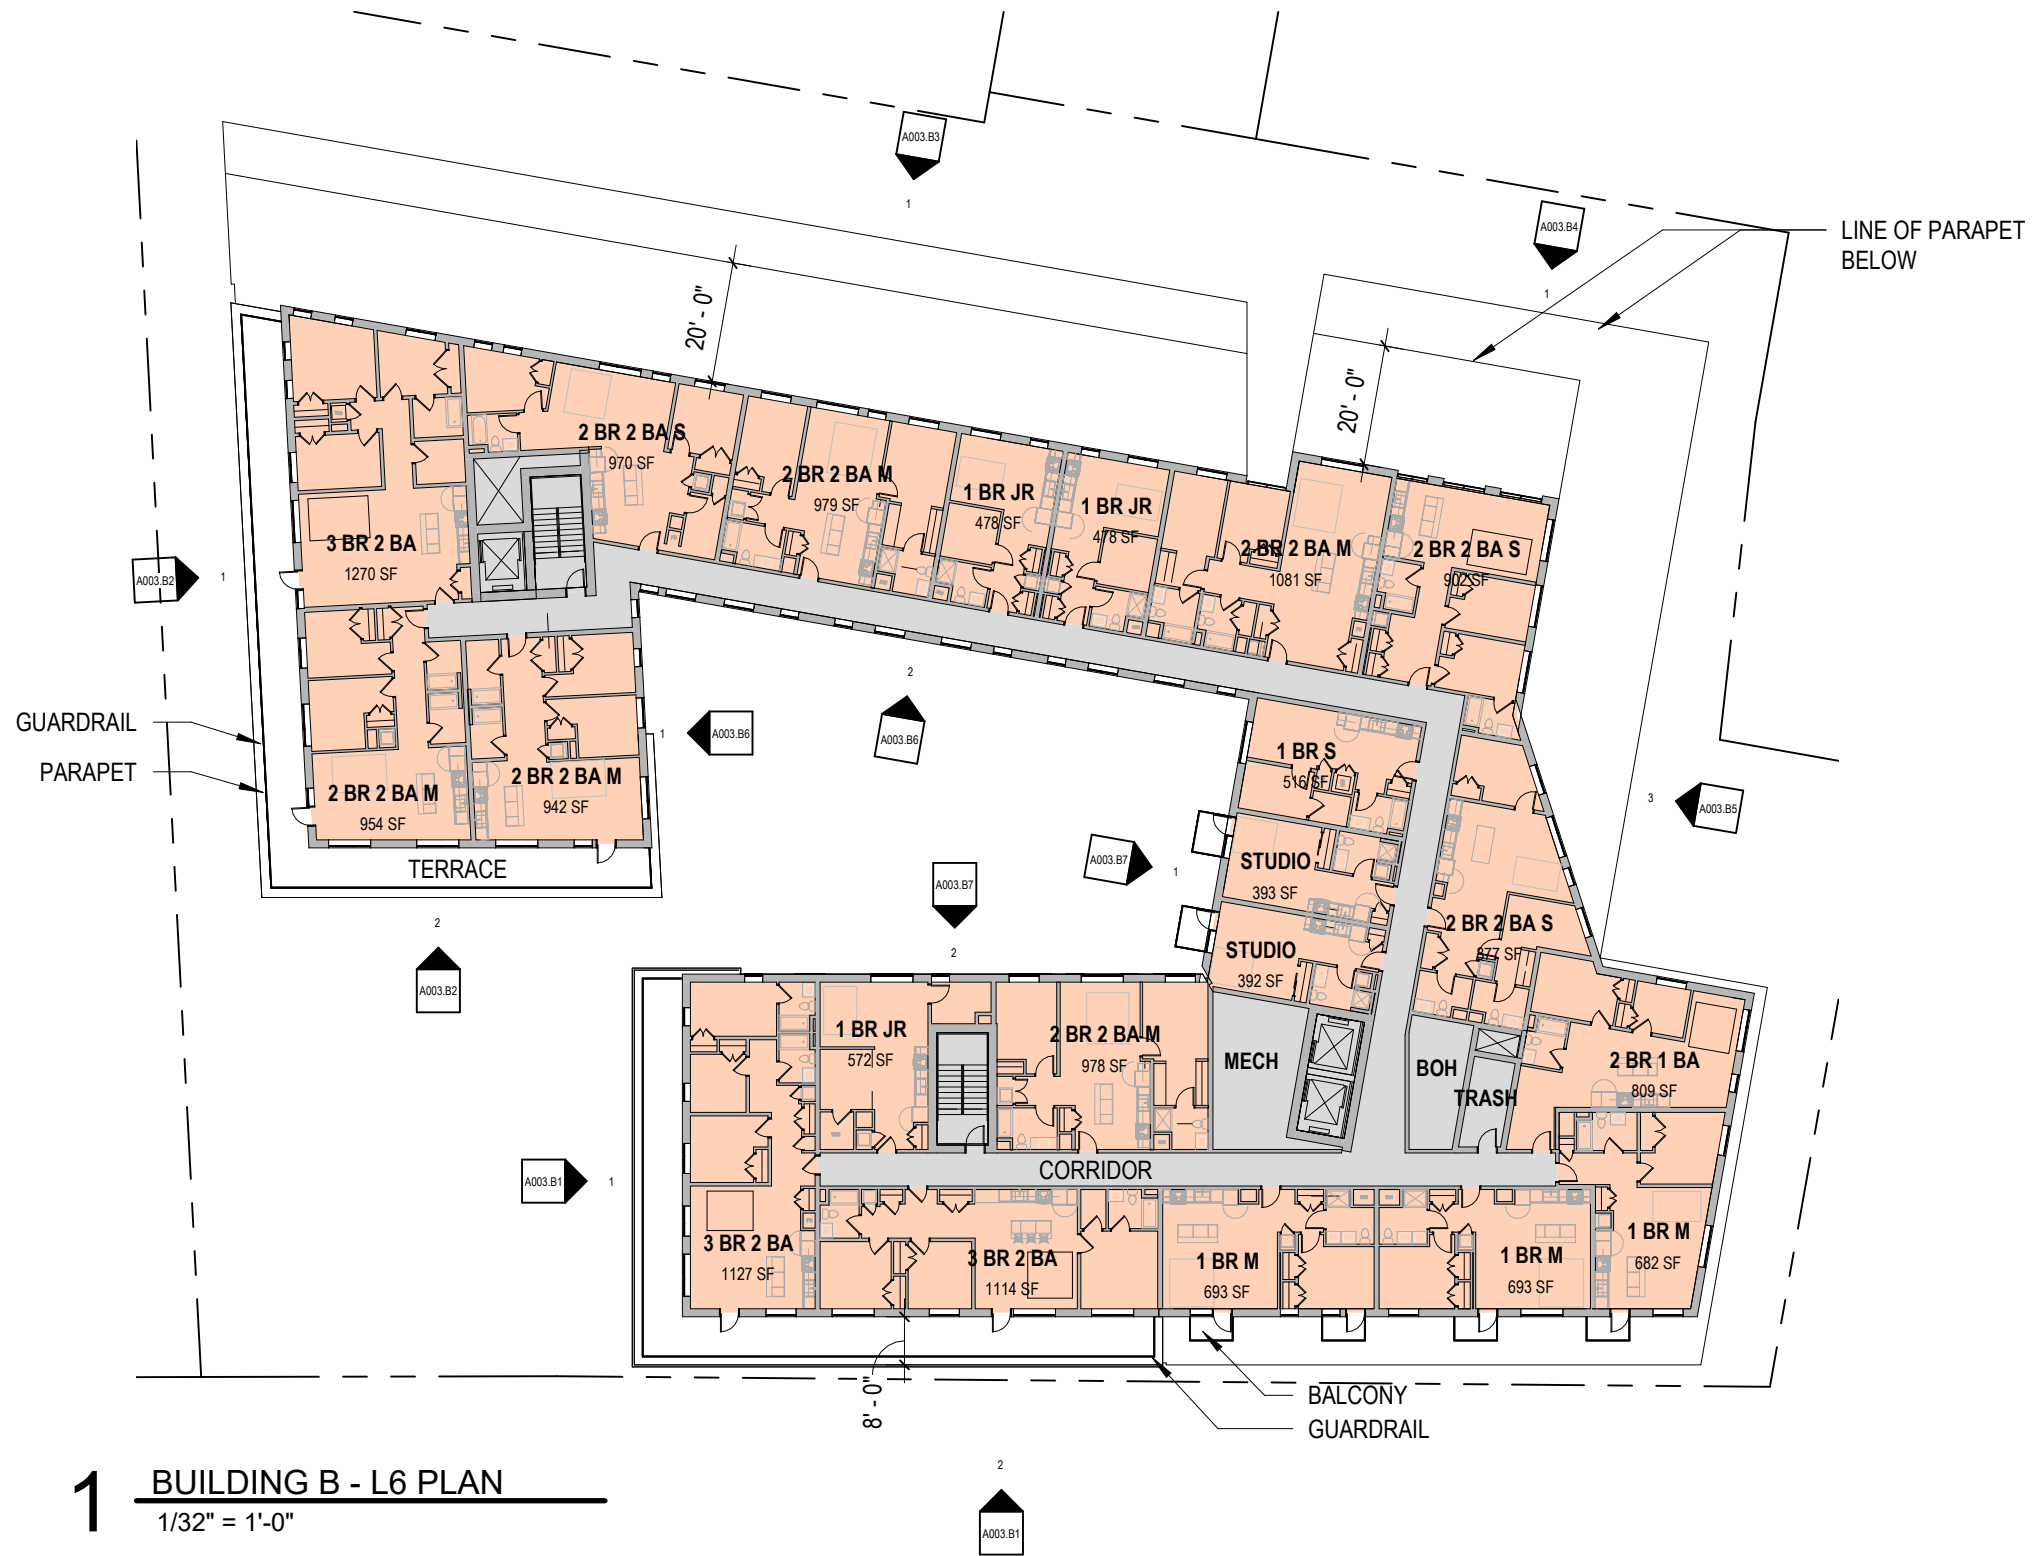 A003.B3
1
A003.B4
1
LINE OF PARAPET
BELOW
20' - 0"
20' - 0"
2 BR 2 BA S
970 SF
2 BR 2 BA M
979 SF
1 BR JR
478 SF
1 BR JR
478 SF
3 BR 2 BA
1270 SF
2 BR 2 BA M
1081 SF
2 BR 2 BA S
902 SF
A003.B2
1
2
A003.B6
1
A003.B6
GUARDRAIL
PARAPET
2 BR 2 BA M
954 SF
2 BR 2 BA M
942 SF
TERRACE
1 BR S
516 SF
3
A003.B5
A003.B7
1
STUDIO
393 SF
A003.B7
2
2
A003.B2
STUDIO
392 SF
2 BR 2 BA S
877 SF
1 BR JR
572 SF
2 BR 2 BA M
978 SF
MECH
BOH
TRASH
2 BR 1 BA
809 SF
CORRIDOR
A003.B1
1
3 BR 2 BA
1127 SF
3 BR 2 BA
1114 SF
1 BR M
693 SF
1 BR M
693 SF
1 BR M
682 SF
8' - 0"
BALCONY
GUARDRAIL
2
A003.B1
1
BUILDING B - L6 PLAN
1/32" = 1'-0"